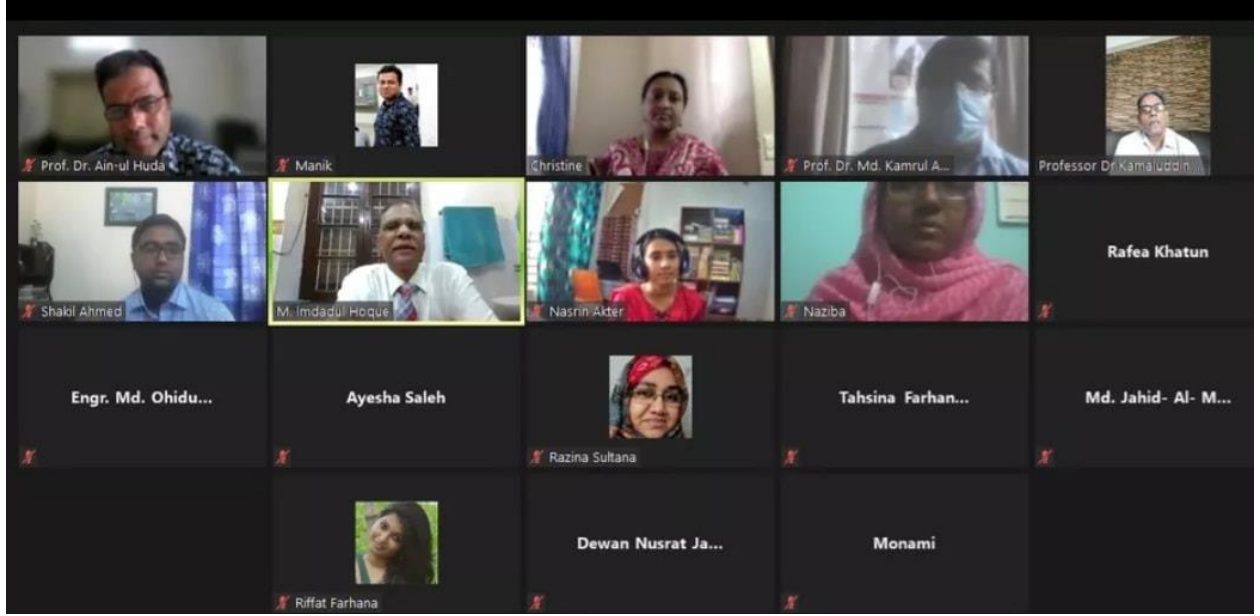 Prof. Dr. Ain-ul Huda
Manik
Christine
Prof. Dr. Md. Kamrul A...
Professor Dr Kamaluddin...
Shakil Ahmed
M. Imdadul Hoque
Nasrin Akter
Naziba
Rafea Khatun
Engr. Md. Ohidu...
Ayesha Saleh
Razina Sultana
Tahsina Farhan...
Md. Jahid- Al- M...
Riffat Farhana
Dewan Nusrat Ja...
Monami